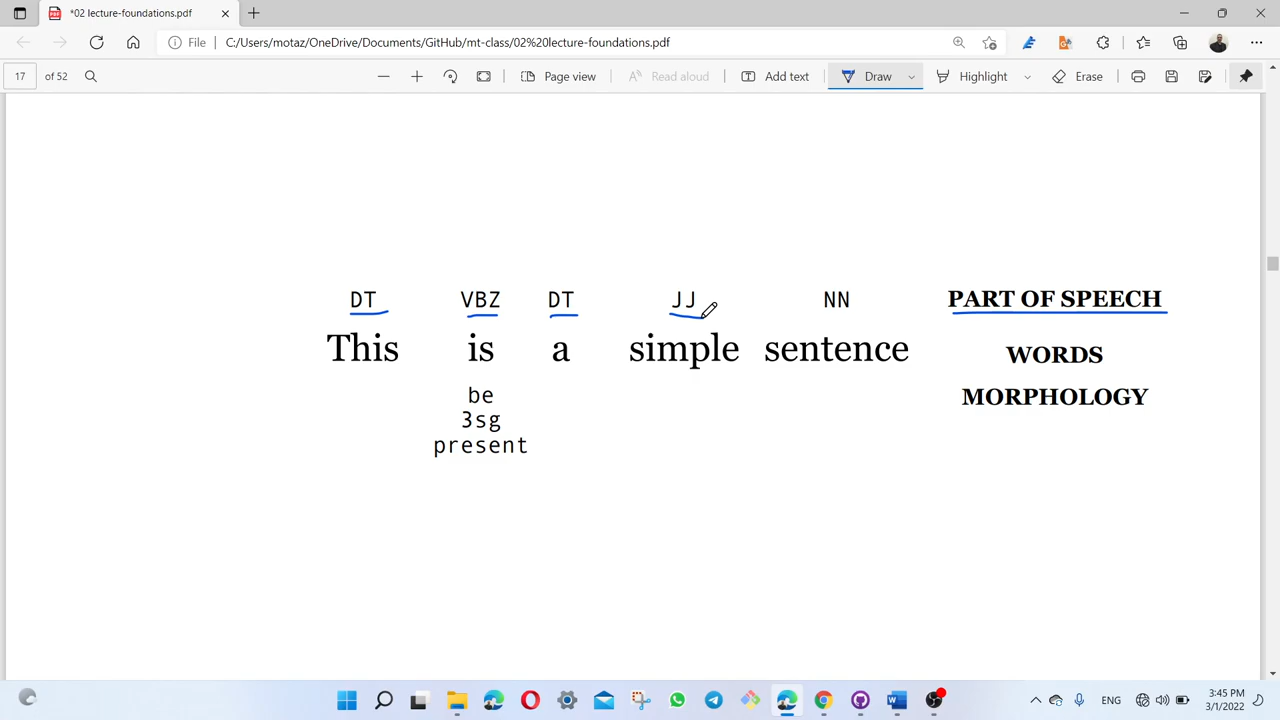 *02 lecture-foundations.pdf
File C:/Users/motaz/OneDrive/Documents/GitHub/mt-class/02%20lecture-foundations.pdf
17 of 52 Page view Read aloud Add text Draw Highlight Erase
DT VBZ DT JJ NN PART OF SPEECH
This is a simple sentence WORDS
be MORPHOLOGY
3sg
present
ENG 3:45 PM
3/1/2022